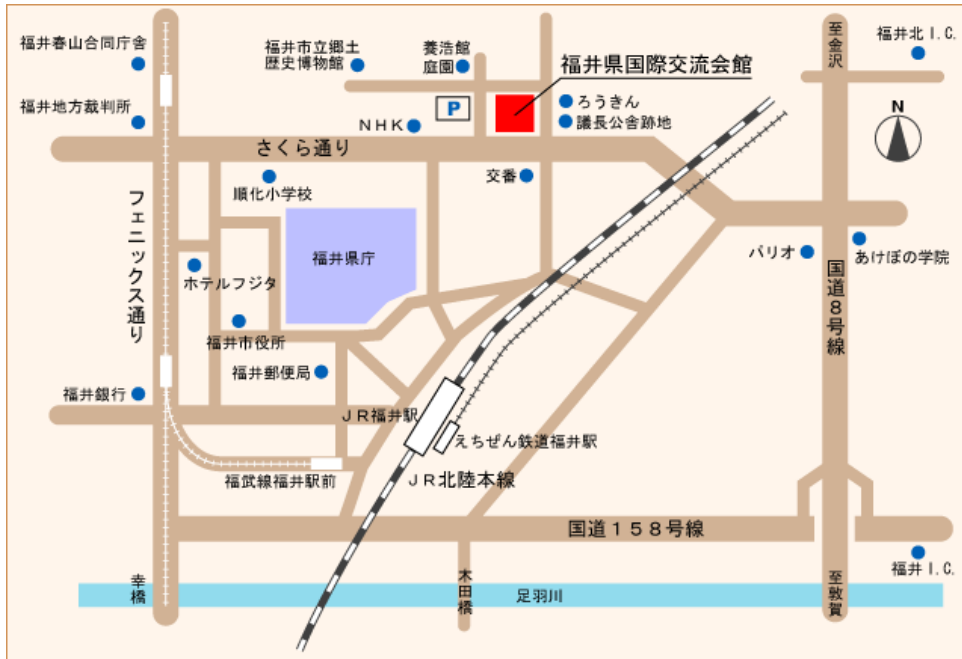 福井春山合同庁舎
福井市立郷土
歴史博物館
養浩館
庭園
福井県国際交流会館
至金沢
福井北I.C.
福井地方裁判所
P
ろうきん
議長公舎跡地
N
NHK
さくら通り
順化小学校
交番
フェニックス通り
福井県庁
バリオ
あけぼの学院
ホテルフジタ
国道8号線
福井市役所
福井郵便局
福井銀行
JR福井駅
えちぜん鉄道福井駅
福武線福井駅前
JR北陸本線
国道158号線
福井I.C.
幸橋
木田橋
足羽川
至敦賀